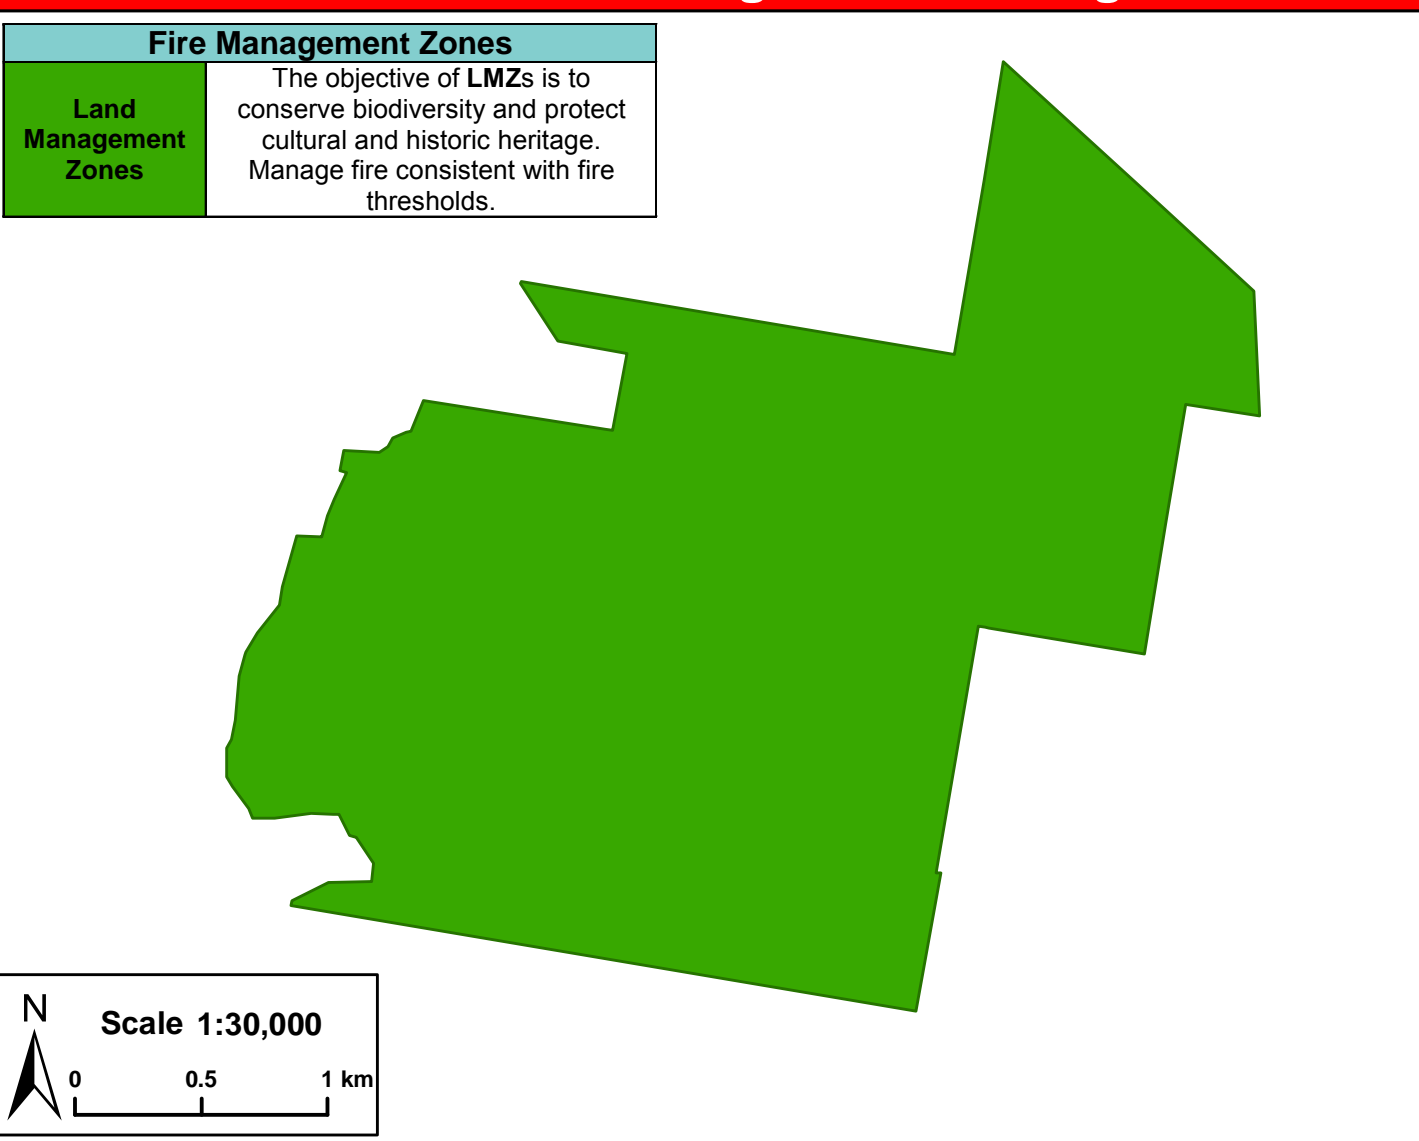 Fire Management Zones
Land
Management
Zones
The objective of LMZs is to
conserve biodiversity and protect
cultural and historic heritage.
Manage fire consistent with fire
thresholds.
N
Scale 1:30,000
0 0.5 1 km